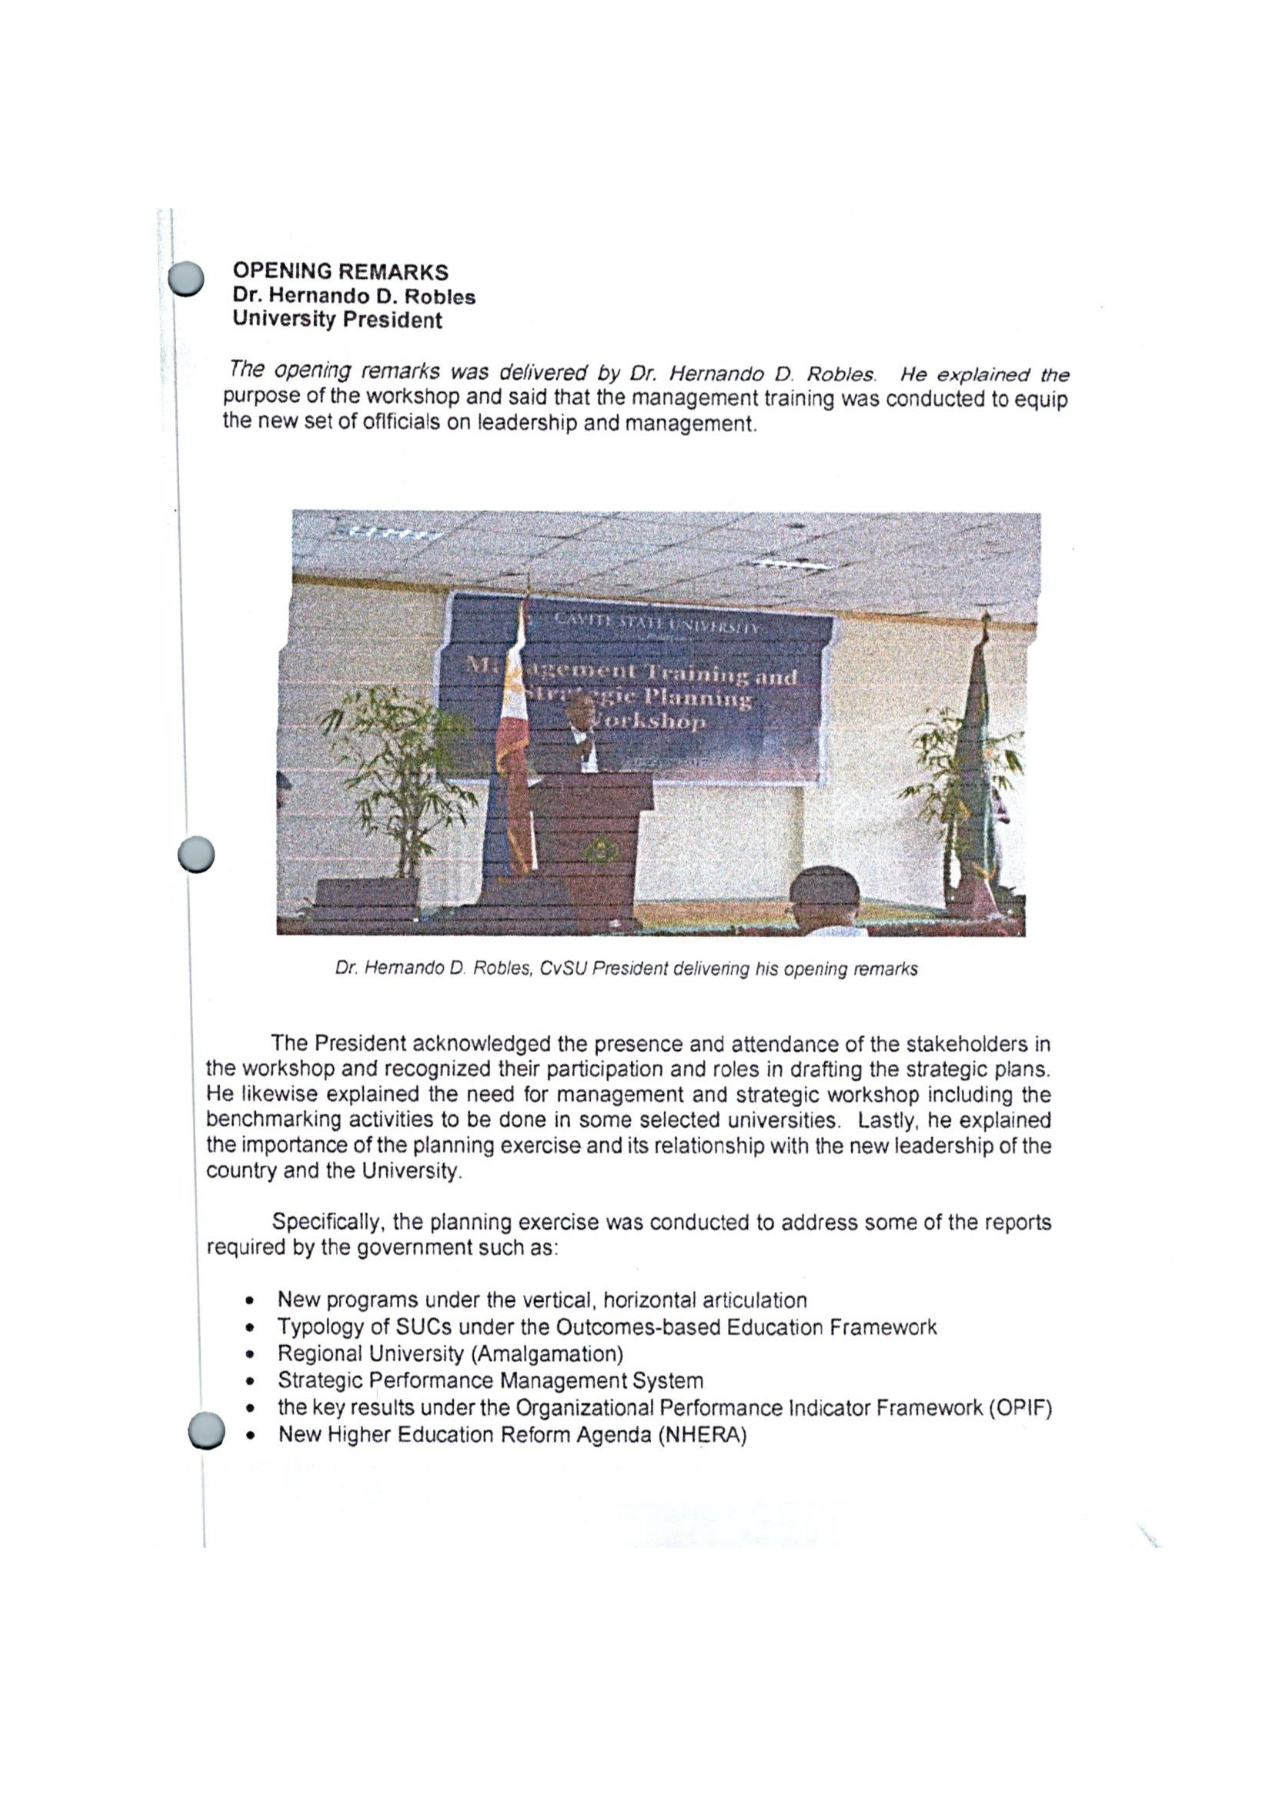 OPENING REMARKS
Dr. Hernando D. Robles
University President
The opening remarks was delivered by Dr. Hernando D. Robles. He explained the
purpose of the workshop and said that the management training was conducted to equip
the new set of oflficials on leadership and management.
CAVITE STATE UNIVERSITY
Management Training and
Strategic Planning
Workshop
Dr. Hernando D. Robles, CvSU President delivering his opening remarks
The President acknowledged the presence and attendance of the stakeholders in
the workshop and recognized their participation and roles in drafting the strategic plans.
He likewise explained the need for management and strategic workshop including the
benchmarking activities to be done in some selected universities. Lastly, he explained
the importance of the planning exercise and its relationship with the new leadership of the
country and the University.
Specifically, the planning exercise was conducted to address some of the reports
required by the government such as:
• New programs under the vertical, horizontal articulation
• Typology of SUCs under the Outcomes-based Education Framework
• Regional University (Amalgamation)
• Strategic Performance Management System
• the key results under the Organizational Performance Indicator Framework (OPIF)
• New Higher Education Reform Agenda (NHERA)